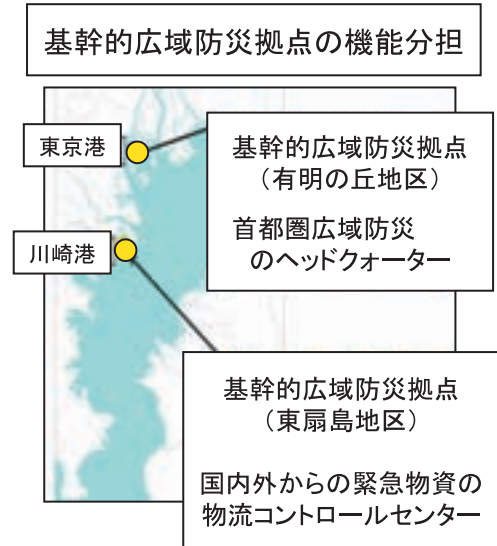 基幹的広域防災拠点の機能分担
東京港
基幹的広域防災拠点
（有明の丘地区）
首都圏広域防災
のヘッドクォーター
川崎港
基幹的広域防災拠点
（東扇島地区）
国内外からの緊急物資の
物流コントロールセンター